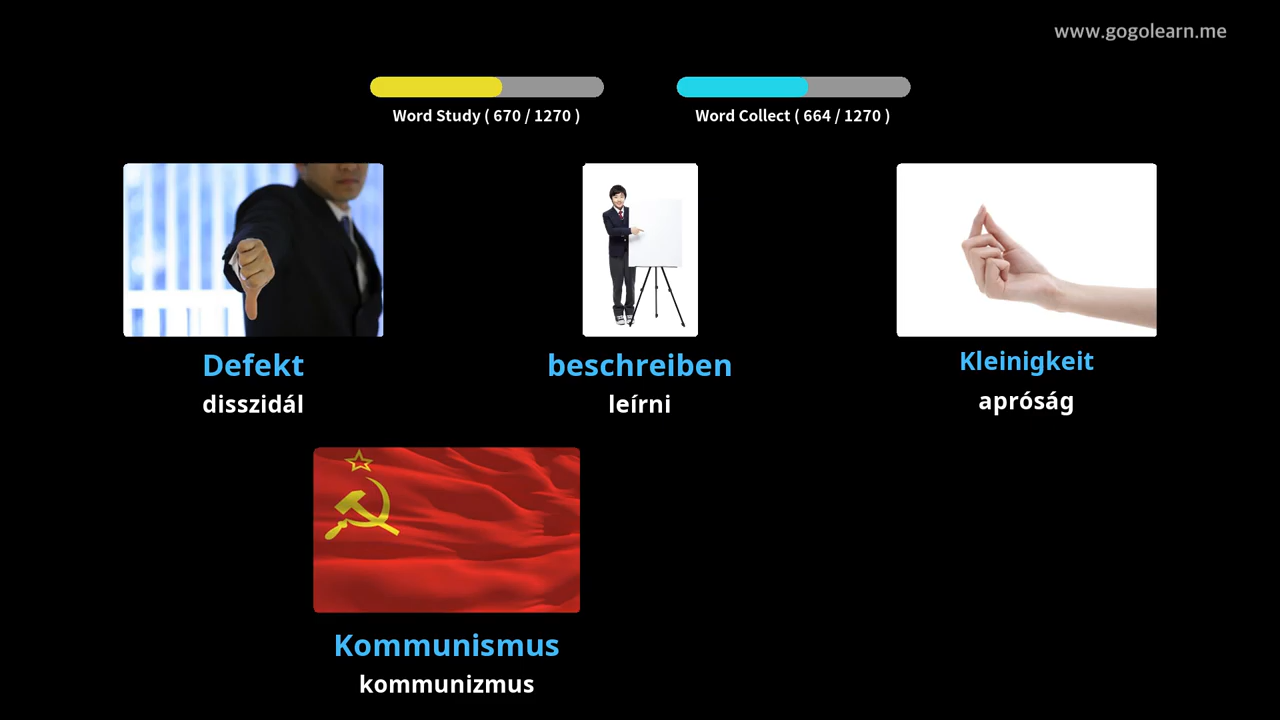 www.gogolearn.me
Word Study ( 670 / 1270 )
Word Collect ( 664 / 1270 )
Defekt
disszidál
beschreiben
leírni
Kleinigkeit
apróság
Kommunismus
kommunizmus